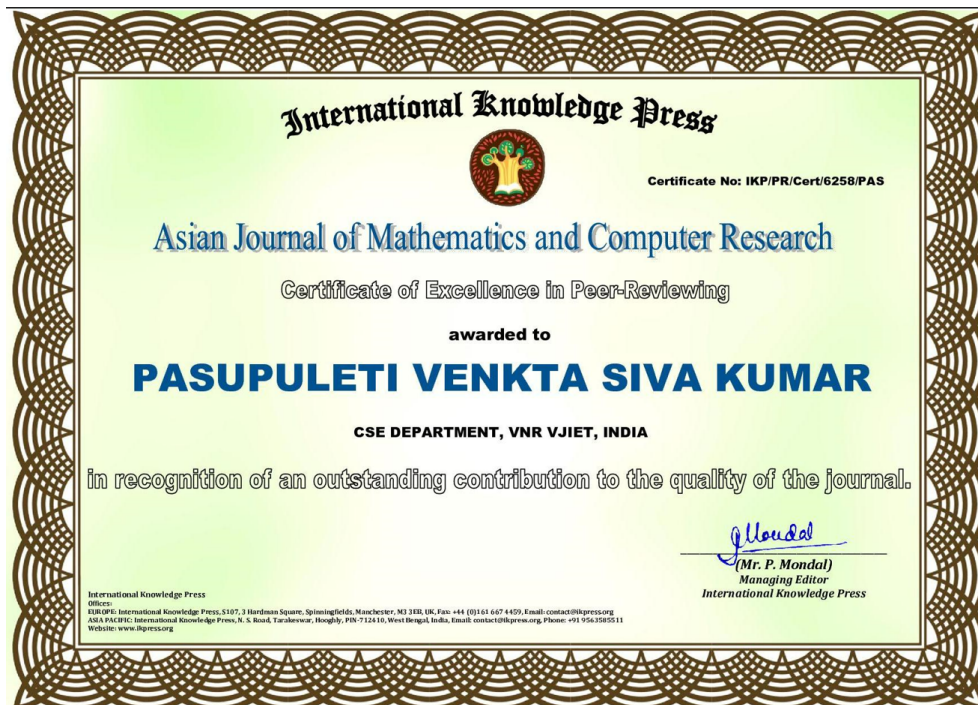 International Knowledge Press
Certificate No: IKP/PR/Cert/6258/PAS
Asian Journal of Mathematics and Computer Research
Certificate of Excellence in Peer-Reviewing
awarded to
PASUPULETI VENKTA SIVA KUMAR
CSE DEPARTMENT, VNR VJIET, INDIA
in recognition of an outstanding contribution to the quality of the journal.
Mondal
(Mr. P. Mondal)
Managing Editor
International Knowledge Press
International Knowledge Press
Offices:
EUROPE: International Knowledge Press, S107, 3 Hardman Square, Spinningfields, Manchester, M3 3EB, UK, Fax: +44 (0)161 667 4459, Email: contact@ikpress.org
ASIA PACIFIC: International Knowledge Press, N. S. Road, Tarakeswar, Hooghly, PIN-712410, West Bengal, India, Email: contact@ikpress.org, Phone: +91 9563585511
Website: www.ikpress.org